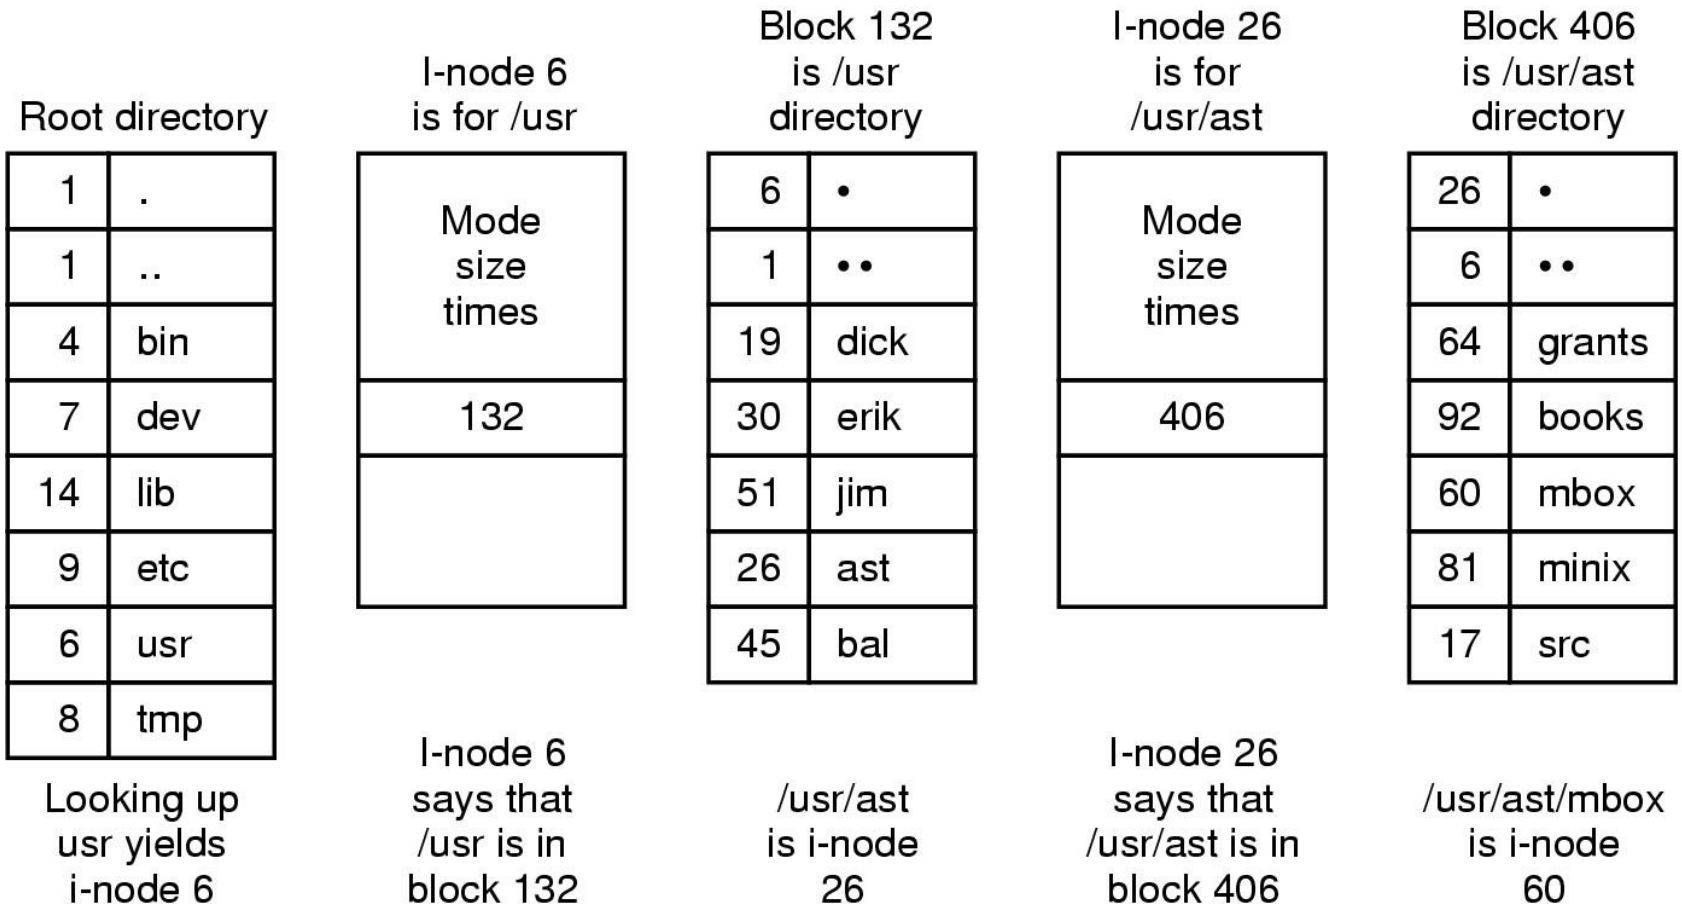 Root directory
1 .
1 ..
4 bin
7 dev
14 lib
9 etc
6 usr
8 tmp
Looking up
usr yields
i-node 6
I-node 6
is for /usr
Mode
size
times
132
I-node 6
says that
/usr is in
block 132
Block 132
is /usr
directory
6 •
1 ••
19 dick
30 erik
51 jim
26 ast
45 bal
/usr/ast
is i-node
26
I-node 26
is for
/usr/ast
Mode
size
times
406
I-node 26
says that
/usr/ast is in
block 406
Block 406
is /usr/ast
directory
26 •
6 ••
64 grants
92 books
60 mbox
81 minix
17 src
/usr/ast/mbox
is i-node
60